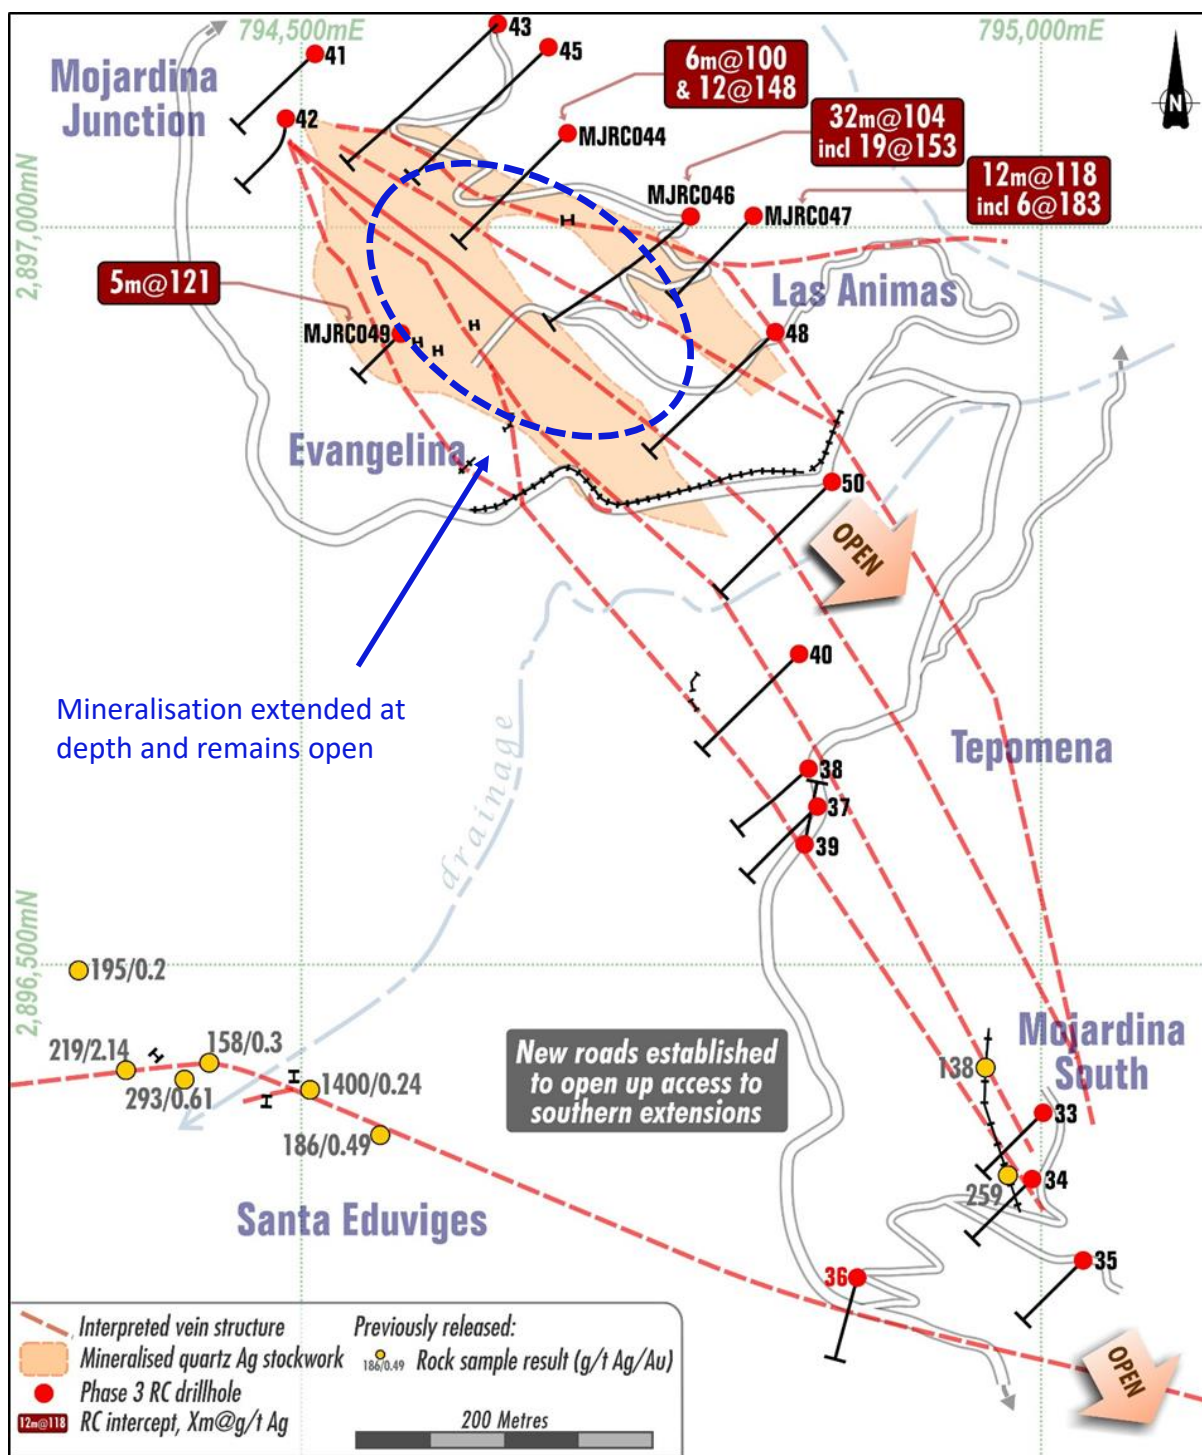 794,500mE
795,000mE
43
41
45
Mojardina
Junction
6m@100
& 12@148
42
MJRC044
32m@104
incl 19@153
N
MJRC046
12m@118
incl 6@183
MJRC047
2,897,000mN
5m@121
Las Animas
MJRC049
48
Evangelina
50
OPEN
40
Mineralisation extended at
depth and remains open
drainage
Tepomena
38
37
39
2,896,500mN
195/0.2
Mojardina
South
219/2.14
158/0.3
293/0.61
1400/0.24
186/0.49
New roads established
to open up access to
southern extensions
138
33
259
34
Santa Eduviges
35
36
OPEN
Interpreted vein structure
Mineralised quartz Ag stockwork
Phase 3 RC drillhole
12m@118
RC intercept, Xm@g/t Ag
Previously released:
186/0.49
Rock sample result (g/t Ag/Au)
200 Metres